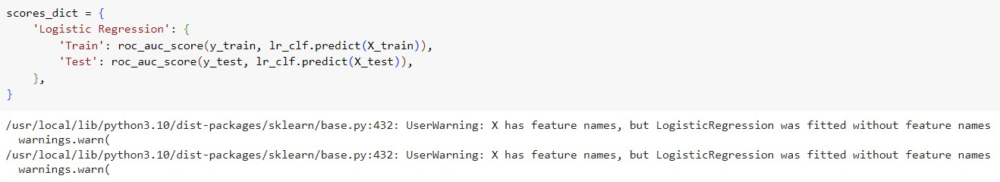 scores_dict = {
    'Logistic Regression': {
        'Train': roc_auc_score(y_train, lr_clf.predict(X_train)),
        'Test': roc_auc_score(y_test, lr_clf.predict(X_test)),
    },
}
/usr/local/lib/python3.10/dist-packages/sklearn/base.py:432: UserWarning: X has feature names, but LogisticRegression was fitted without feature names
  warnings.warn(
/usr/local/lib/python3.10/dist-packages/sklearn/base.py:432: UserWarning: X has feature names, but LogisticRegression was fitted without feature names
  warnings.warn(